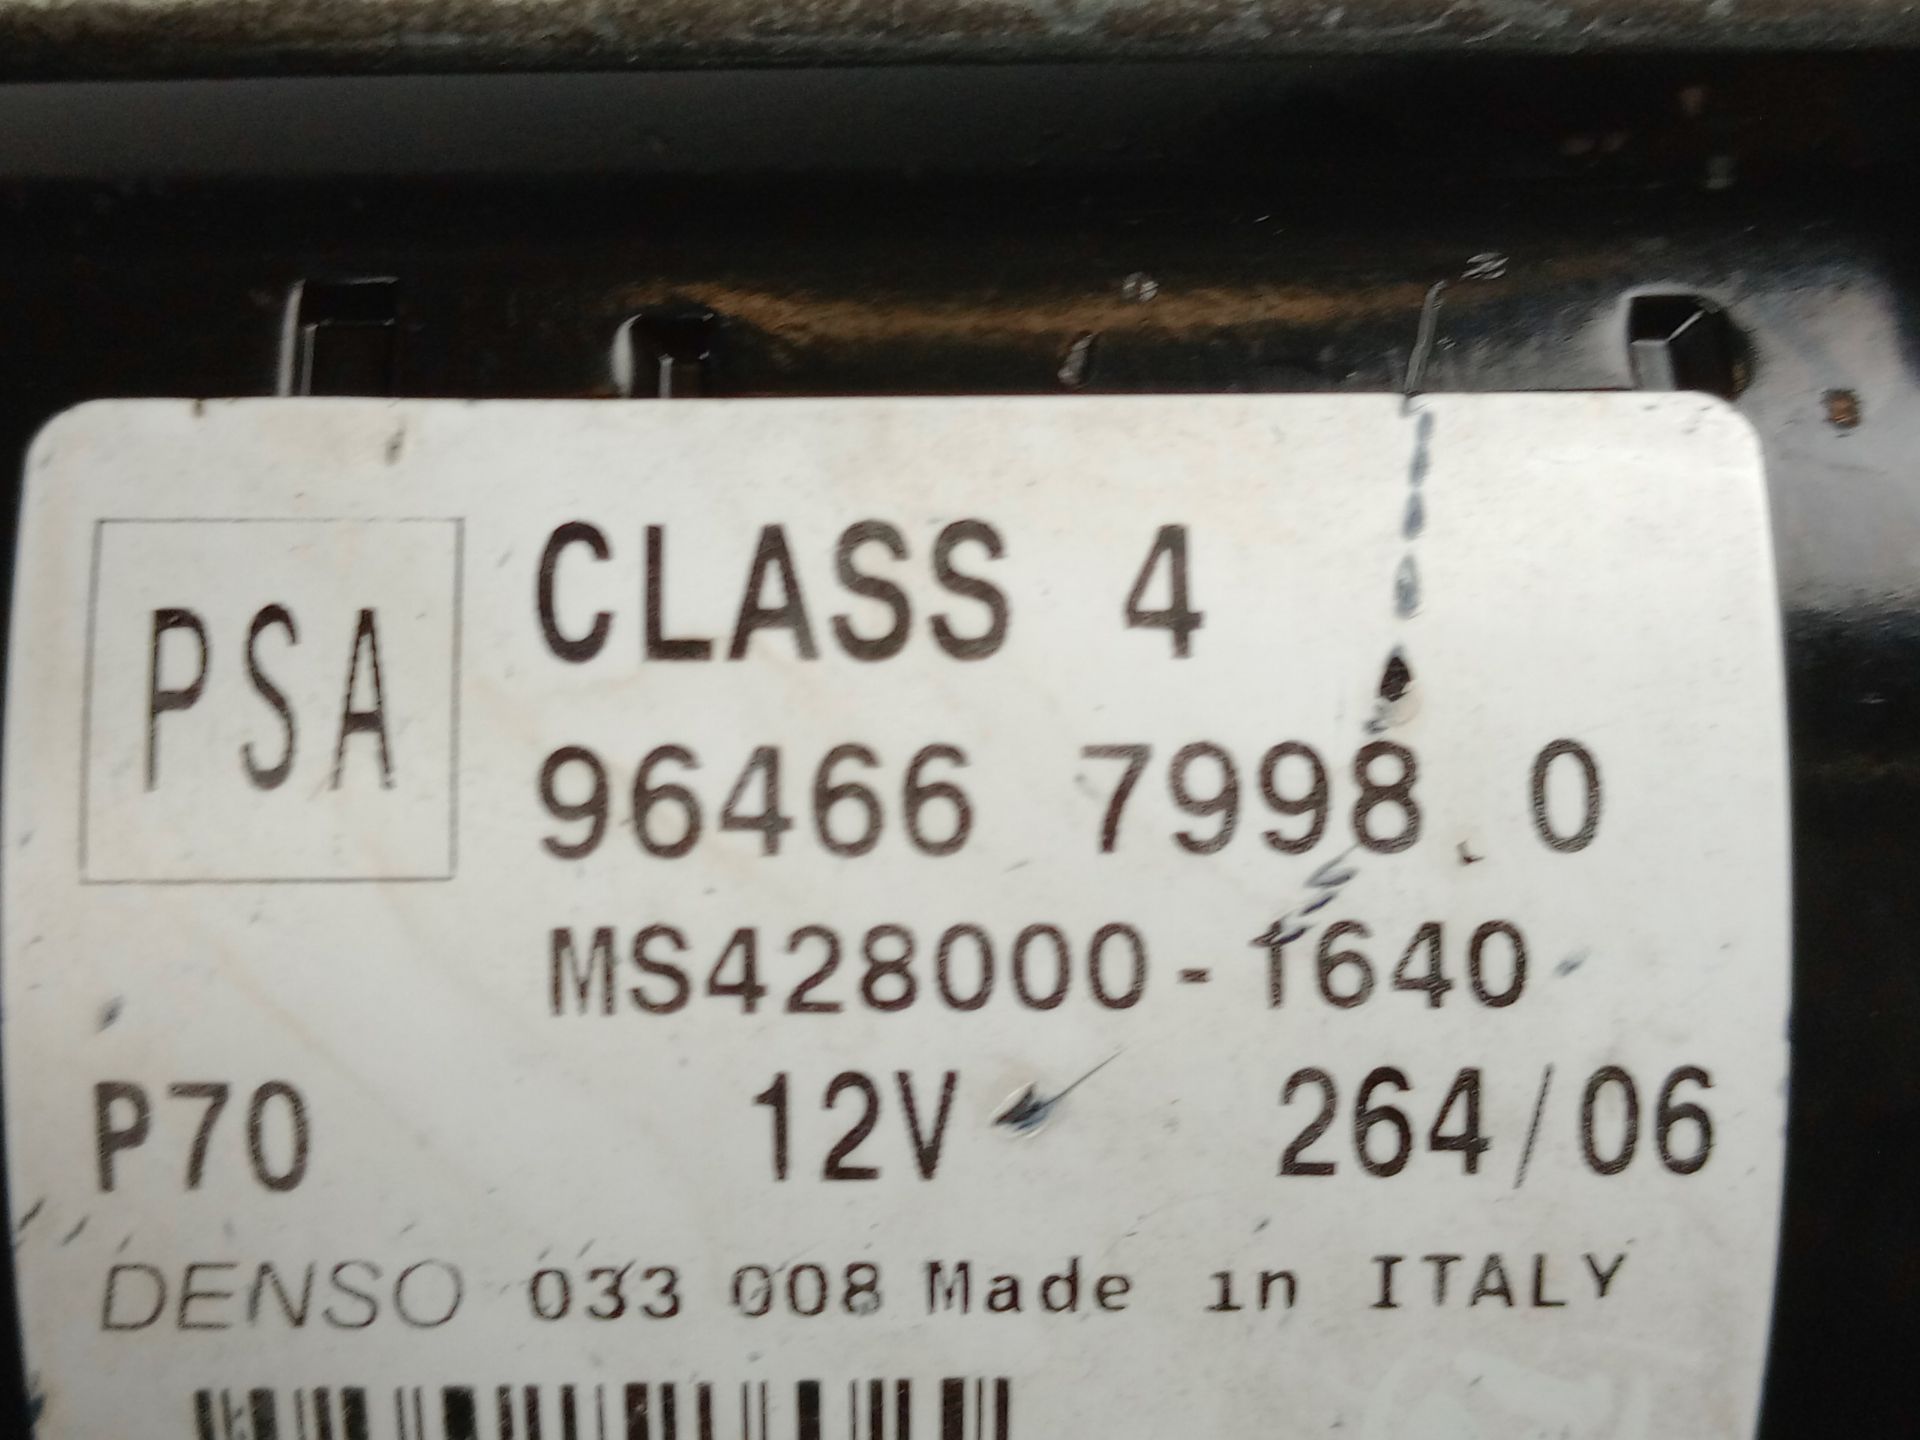 PSA
CLASS 4
96466 7998 0
MS428000-1640
P70 12V 264/06
DENSO 033 008 Made in ITALY